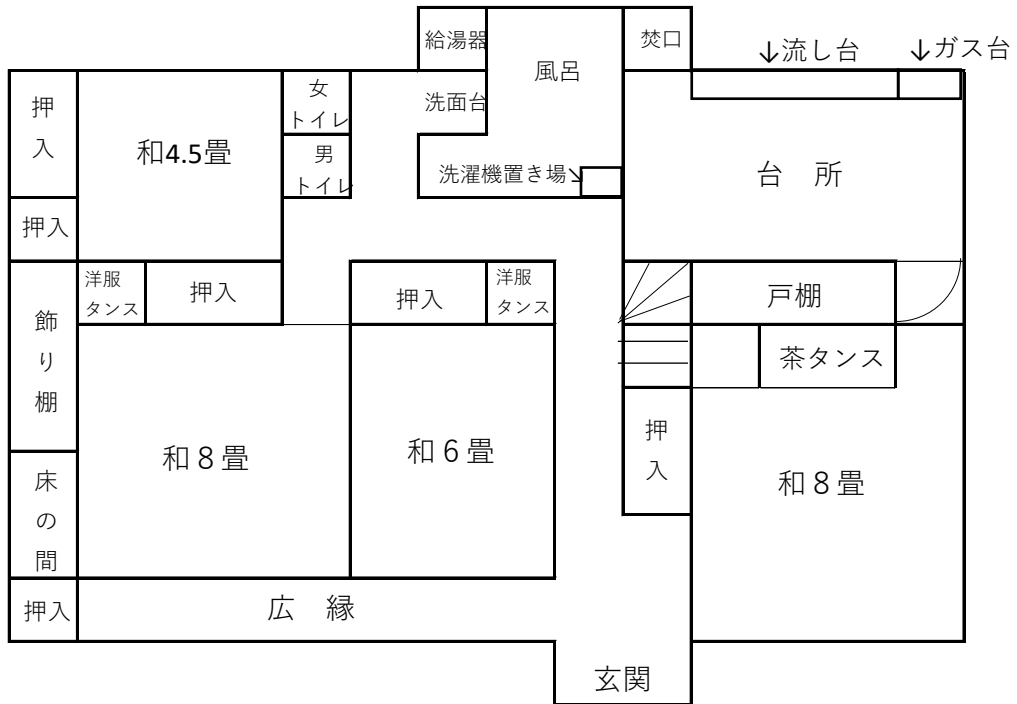 給湯器
焚口
↓流し台
↓ガス台
風呂
押
入
和4.5畳
女
トイレ
洗面台
男
トイレ
洗濯機置き場↘
台 所
押入
洋服
タンス
押入
押入
洋服
タンス
戸棚
飾
り
棚
茶タンス
和８畳
和６畳
押
入
和８畳
床
の
間
押入
広 縁
玄関